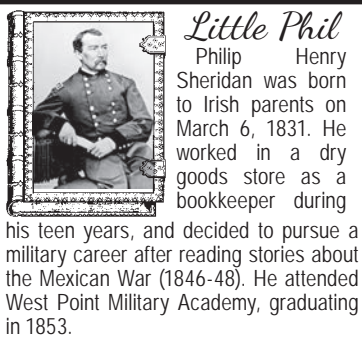 Little Phil
Philip Henry
Sheridan was born
to Irish parents on
March 6, 1831. He
worked in a dry
goods store as a
bookkeeper during
his teen years, and decided to pursue a
military career after reading stories about
the Mexican War (1846-48). He attended
West Point Military Academy, graduating
in 1853.